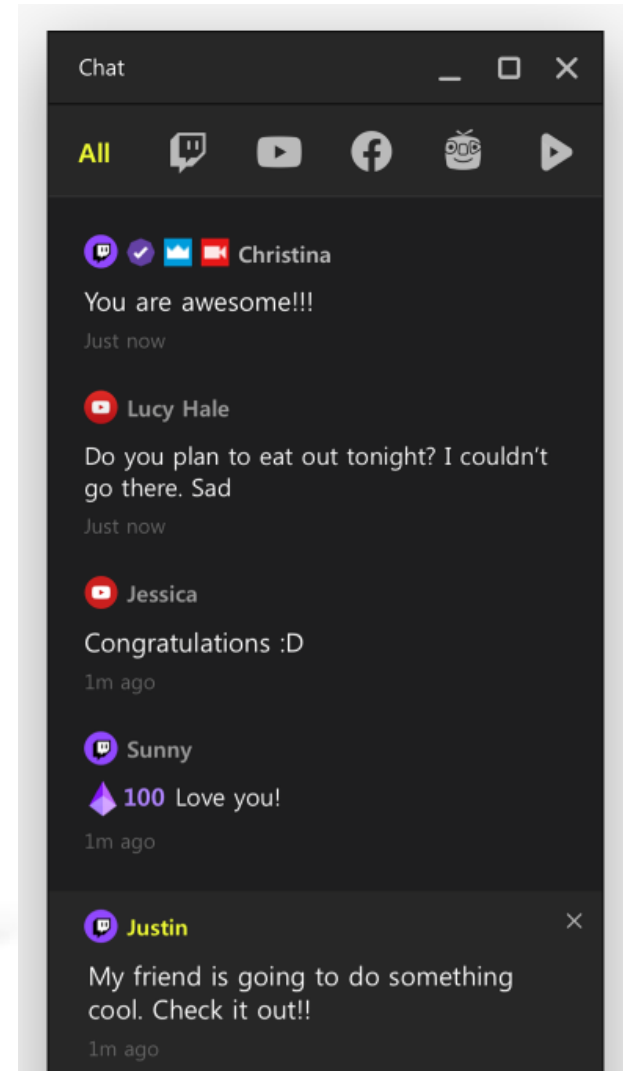 Chat
All
Christina
You are awesome!!!
Just now
Lucy Hale
Do you plan to eat out tonight? I couldn't
go there. Sad
Just now
Jessica
Congratulations :D
1m ago
Sunny
100 Love you!
1m ago
Justin
My friend is going to do something
cool. Check it out!!
1m ago